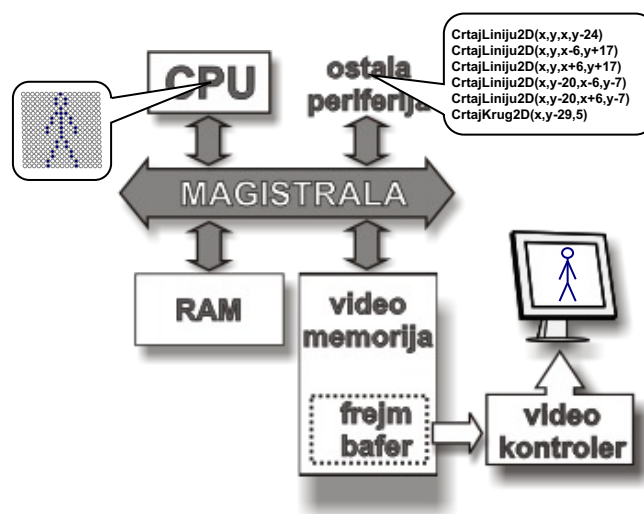 CrtajLiniju2D(x,y,x,y-24)
CrtajLiniju2D(x,y,x-6,y+17)
CrtajLiniju2D(x,y,x+6,y+17)
CrtajLiniju2D(x,y-20,x-6,y-7)
CrtajLiniju2D(x,y-20,x+6,y-7)
CrtajKrug2D(x,y-29,5)
CPU
ostala
periferija
MAGISTRALA
RAM
video
memorija
frejm
bafer
video
kontroler